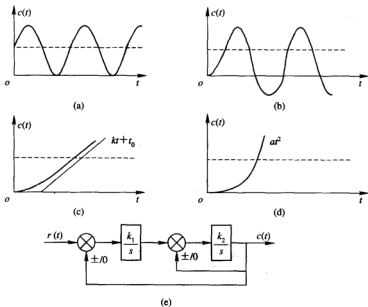 c(t)
c(t)
o
t
o
t
(a)
(b)
c(t)
kt+t₀
c(t)
at²
o
t
o
t
(c)
(d)
r(t)
k₁
s
k₂
s
c(t)
±/0
±/0
(e)